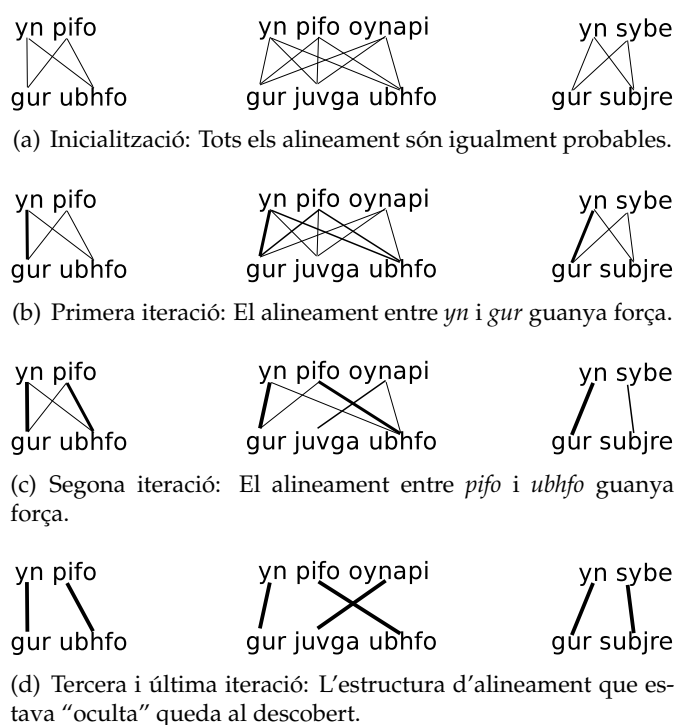 yn pifo yn pifo oynapi yn sybe
gur ubhfo gur juvga ubhfo gur subjre
(a) Inicialització: Tots els alineament són igualment probables.
yn pifo yn pifo oynapi yn sybe
gur ubhfo gur juvga ubhfo gur subjre
(b) Primera iteració: El alineament entre yn i gur guanya força.
yn pifo yn pifo oynapi yn sybe
gur ubhfo gur juvga ubhfo gur subjre
(c) Segona iteració: El alineament entre pifo i ubhfo guanya
força.
yn pifo yn pifo oynapi yn sybe
gur ubhfo gur juvga ubhfo gur subjre
(d) Tercera i última iteració: L'estructura d'alineament que es-
tava “oculta” queda al descobert.